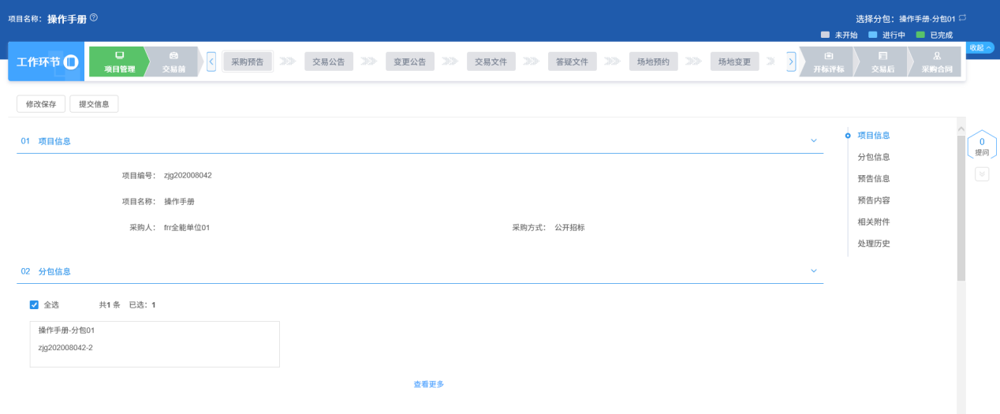 项目名称：操作手册
选择分包：操作手册-分包01
未开始 进行中 已完成
收起
工作环节
项目管理 交易前 采购预告 交易公告 变更公告 交易文件 答疑文件 场地预约 场地变更 开标评标 交易后 采购合同
修改保存 提交信息
01 项目信息
项目编号： zjg202008042
项目名称： 操作手册
采购人： frr全能单位01 采购方式： 公开招标
02 分包信息
全选 共1 条 已选：1
操作手册-分包01
zjg202008042-2
查看更多
项目信息
分包信息
预告信息
预告内容
相关附件
处理历史
0
提问